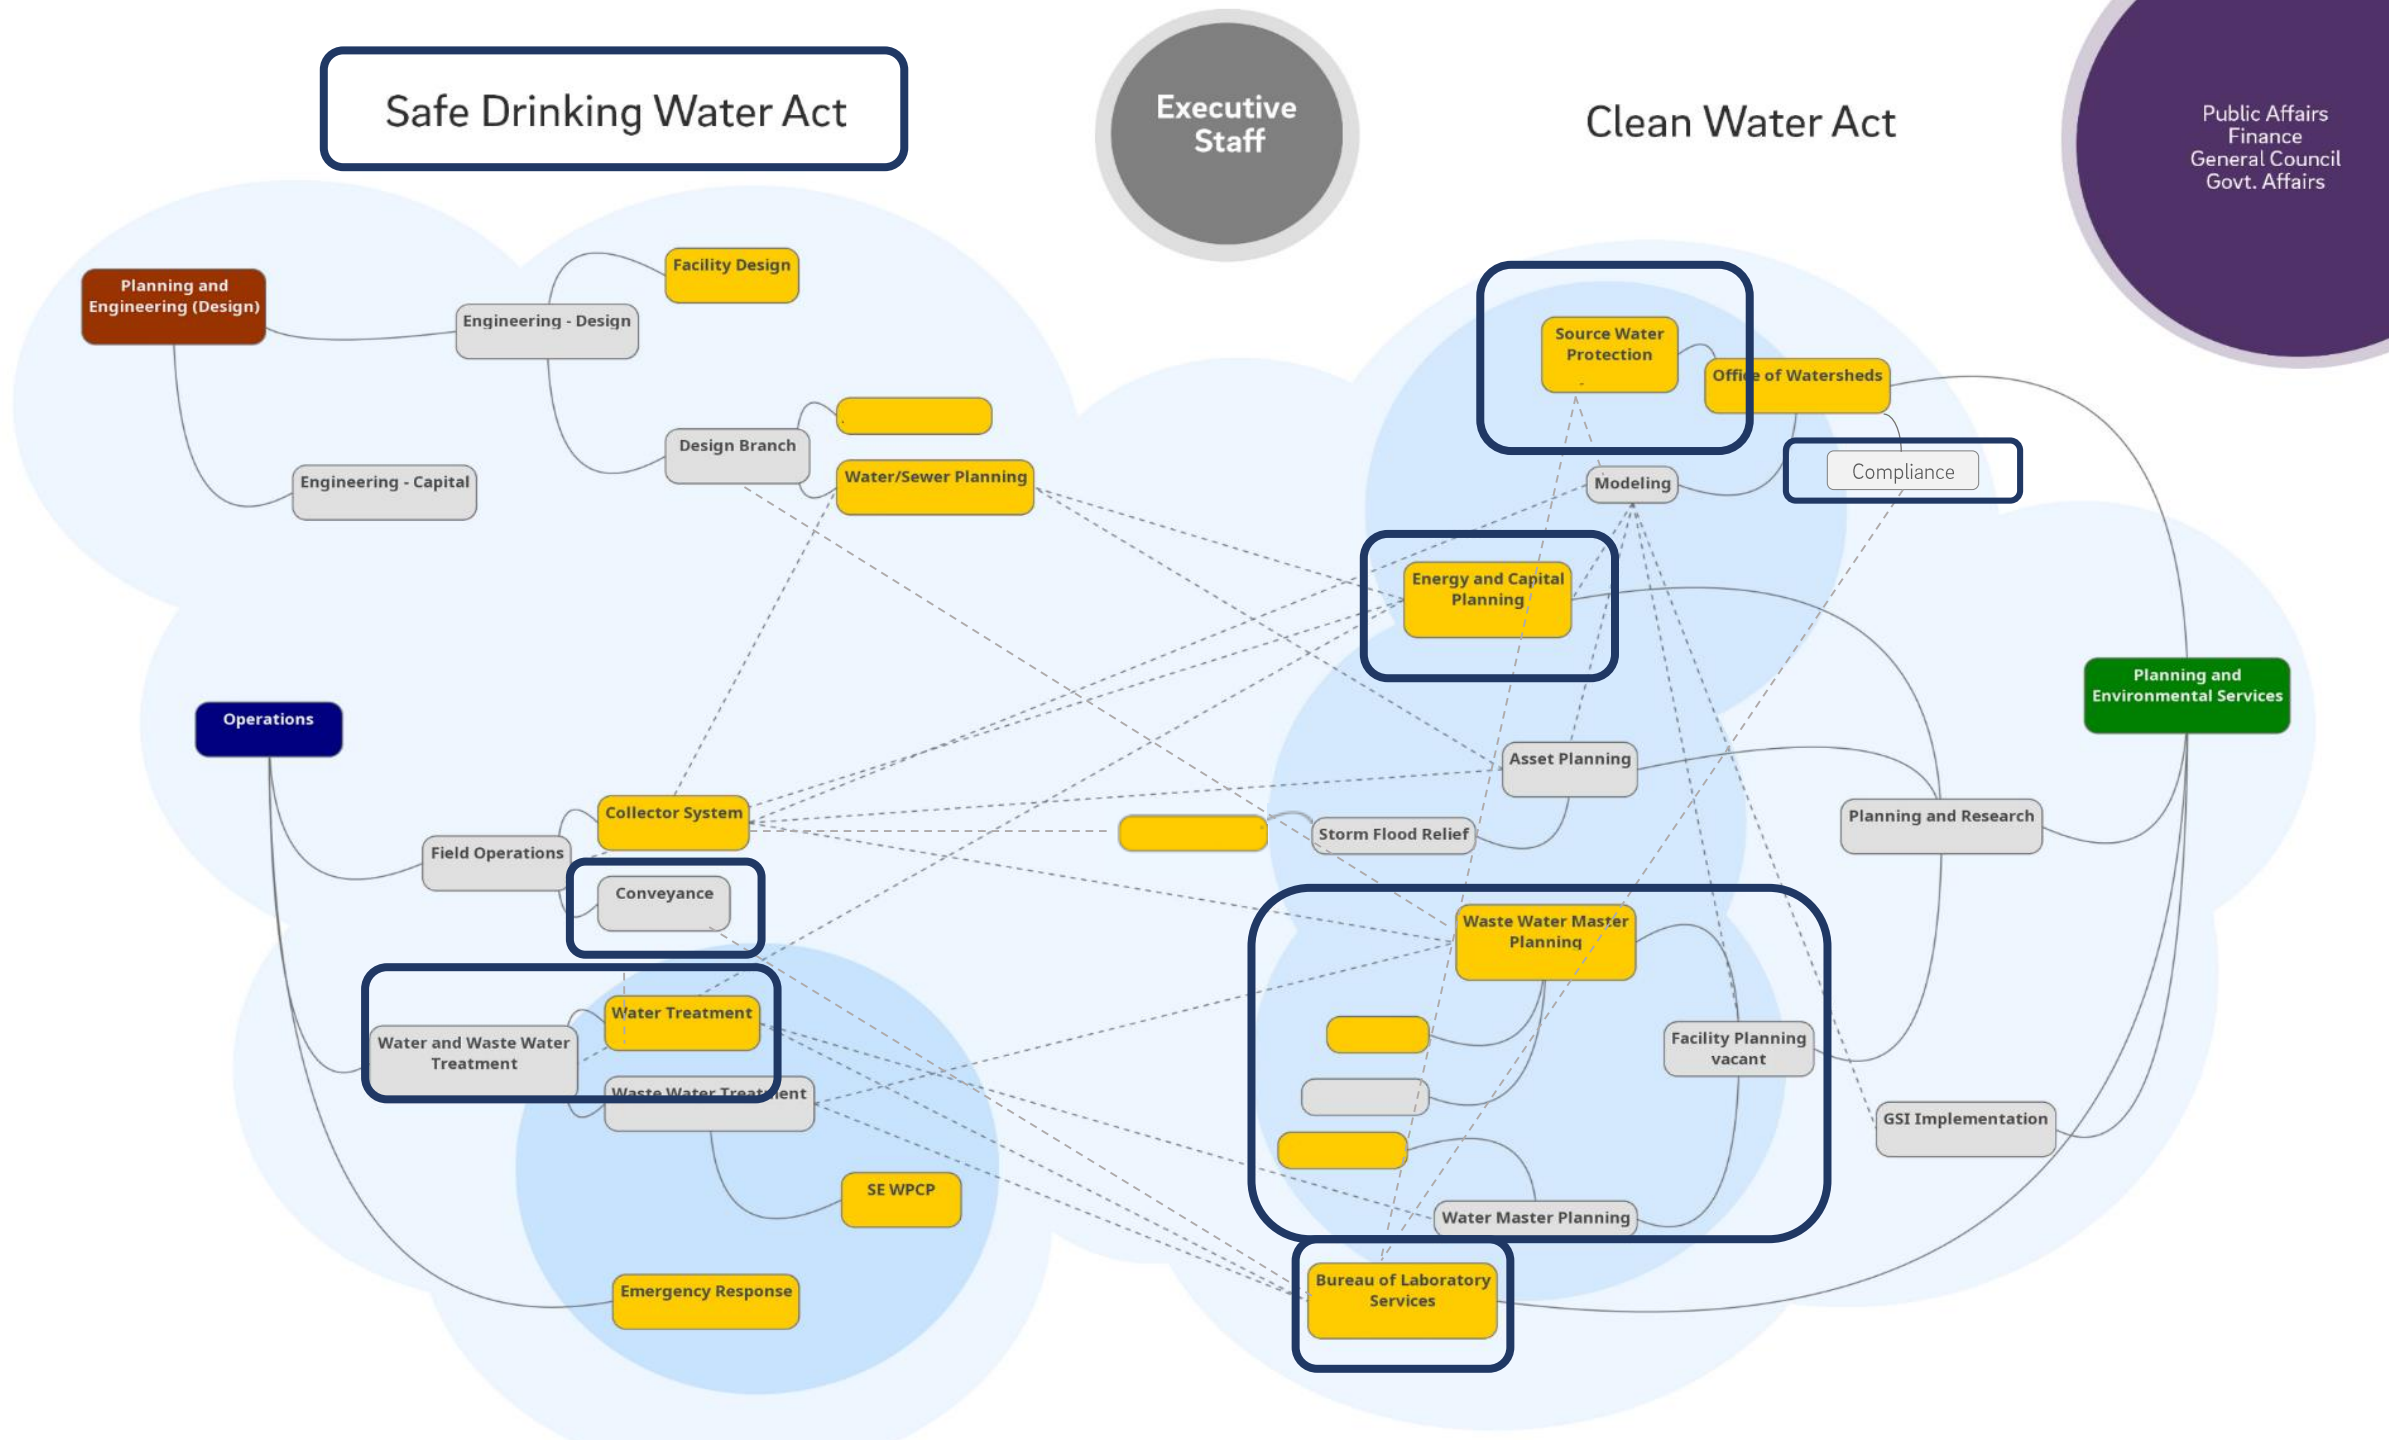 Safe Drinking Water Act
Executive
Staff
Clean Water Act
Public Affairs
Finance
General Council
Govt. Affairs
Planning and
Engineering (Design)
Engineering - Design
Facility Design
Design Branch
Water/Sewer Planning
Engineering - Capital
Source Water
Protection
Office of Watersheds
Compliance
Modeling
Energy and Capital
Planning
Planning and
Environmental Services
Operations
Asset Planning
Collector System
Field Operations
Storm Flood Relief
Planning and Research
Conveyance
Waste Water Master
Planning
Water Treatment
Water and Waste Water
Treatment
Waste Water Treatment
Facility Planning
vacant
GSI Implementation
SE WPCP
Water Master Planning
Emergency Response
Bureau of Laboratory
Services